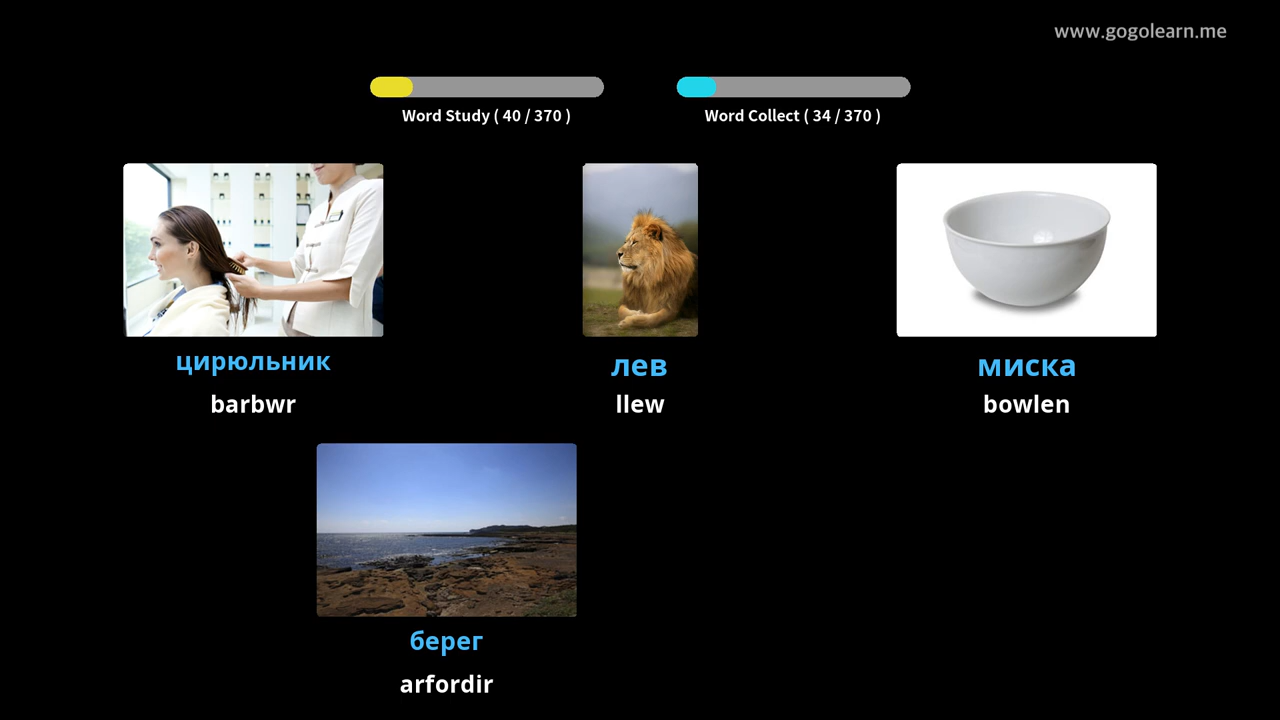 www.gogolearn.me
Word Study ( 40 / 370 )
Word Collect ( 34 / 370 )
цирюльник
barbwr
лев
llew
миска
bowlen
берег
arfordir